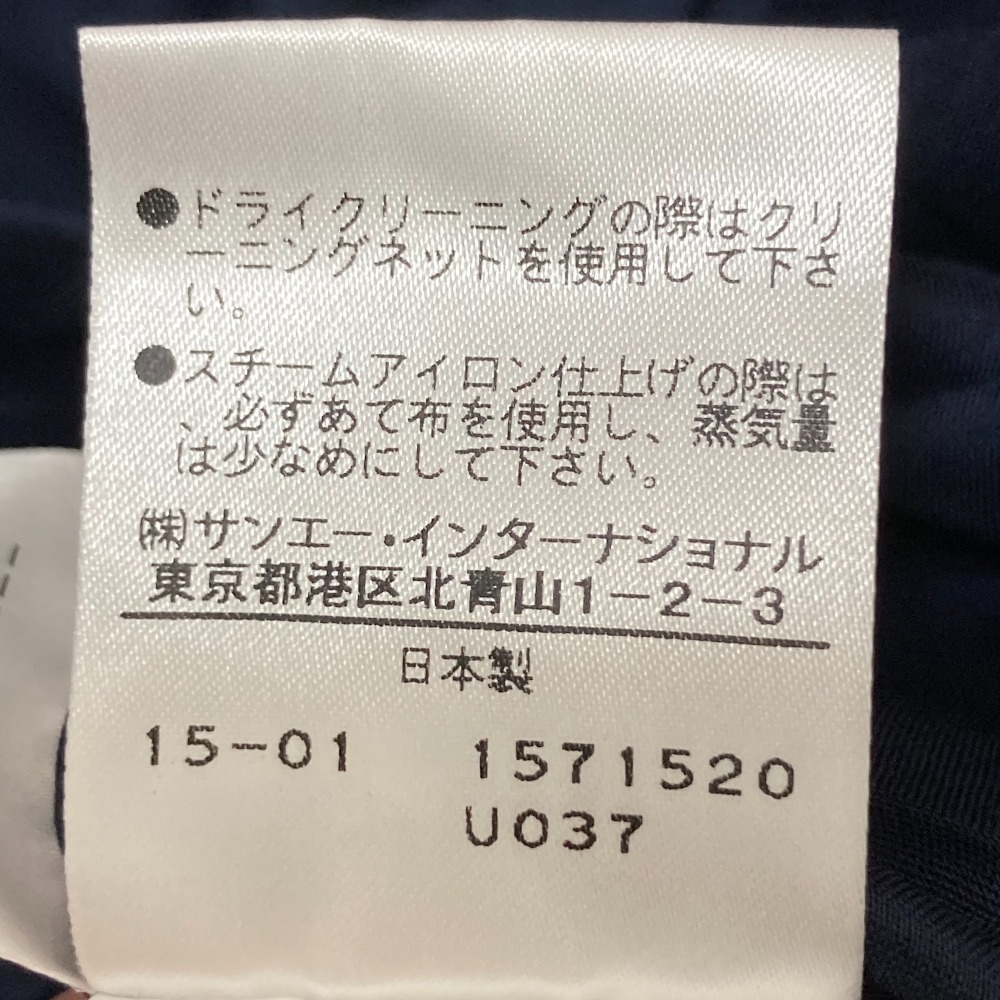 ●ドライクリーニングの際はクリ
ーニングネットを使用して下さ
い。
●スチームアイロン仕上げの際は
、必ずあて布を使用し、蒸気量
は少なめにして下さい。
㈱サンエー・インターナショナル
東京都港区北青山1-2-3
日本製
15-01 1571520
U037